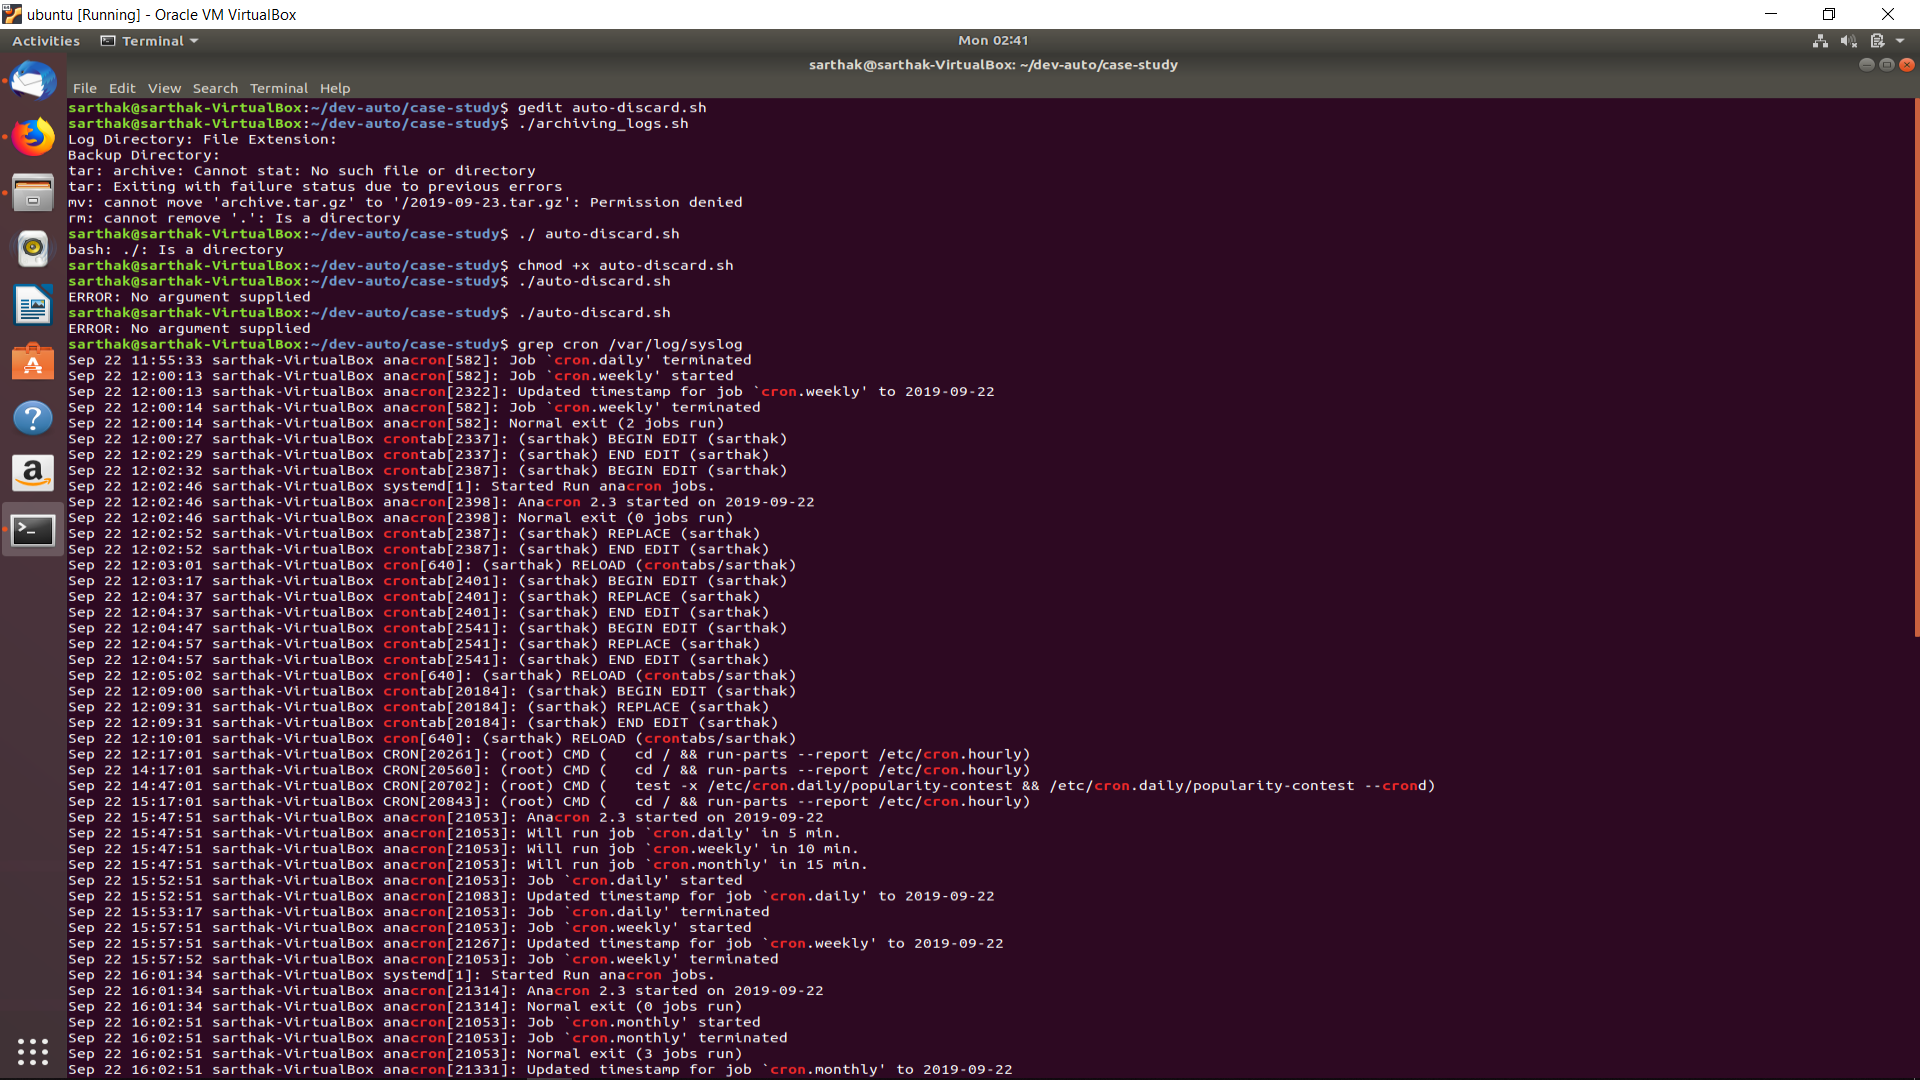 ubuntu [Running] - Oracle VM VirtualBox
Activities Terminal Mon 02:41
sarthak@sarthak-VirtualBox: ~/dev-auto/case-study
File Edit View Search Terminal Help
sarthak@sarthak-VirtualBox:~/dev-auto/case-study$ gedit auto-discard.sh
sarthak@sarthak-VirtualBox:~/dev-auto/case-study$ ./archiving_logs.sh
Log Directory: File Extension:
Backup Directory:
tar: archive: Cannot stat: No such file or directory
tar: Exiting with failure status due to previous errors
mv: cannot move 'archive.tar.gz' to '/2019-09-23.tar.gz': Permission denied
rm: cannot remove '.': Is a directory
sarthak@sarthak-VirtualBox:~/dev-auto/case-study$ ./ auto-discard.sh
bash: ./: Is a directory
sarthak@sarthak-VirtualBox:~/dev-auto/case-study$ chmod +x auto-discard.sh
sarthak@sarthak-VirtualBox:~/dev-auto/case-study$ ./auto-discard.sh
ERROR: No argument supplied
sarthak@sarthak-VirtualBox:~/dev-auto/case-study$ ./auto-discard.sh
ERROR: No argument supplied
sarthak@sarthak-VirtualBox:~/dev-auto/case-study$ grep cron /var/log/syslog
Sep 22 11:55:33 sarthak-VirtualBox anacron[582]: Job `cron.daily' terminated
Sep 22 12:00:13 sarthak-VirtualBox anacron[582]: Job `cron.weekly' started
Sep 22 12:00:13 sarthak-VirtualBox anacron[2322]: Updated timestamp for job `cron.weekly' to 2019-09-22
Sep 22 12:00:14 sarthak-VirtualBox anacron[582]: Job `cron.weekly' terminated
Sep 22 12:00:14 sarthak-VirtualBox anacron[582]: Normal exit (2 jobs run)
Sep 22 12:00:27 sarthak-VirtualBox crontab[2337]: (sarthak) BEGIN EDIT (sarthak)
Sep 22 12:02:29 sarthak-VirtualBox crontab[2337]: (sarthak) END EDIT (sarthak)
Sep 22 12:02:32 sarthak-VirtualBox crontab[2387]: (sarthak) BEGIN EDIT (sarthak)
Sep 22 12:02:46 sarthak-VirtualBox systemd[1]: Started Run anacron jobs.
Sep 22 12:02:46 sarthak-VirtualBox anacron[2398]: Anacron 2.3 started on 2019-09-22
Sep 22 12:02:46 sarthak-VirtualBox anacron[2398]: Normal exit (0 jobs run)
Sep 22 12:02:52 sarthak-VirtualBox crontab[2387]: (sarthak) REPLACE (sarthak)
Sep 22 12:02:52 sarthak-VirtualBox crontab[2387]: (sarthak) END EDIT (sarthak)
Sep 22 12:03:01 sarthak-VirtualBox cron[640]: (sarthak) RELOAD (crontabs/sarthak)
Sep 22 12:03:17 sarthak-VirtualBox crontab[2401]: (sarthak) BEGIN EDIT (sarthak)
Sep 22 12:04:37 sarthak-VirtualBox crontab[2401]: (sarthak) REPLACE (sarthak)
Sep 22 12:04:37 sarthak-VirtualBox crontab[2401]: (sarthak) END EDIT (sarthak)
Sep 22 12:04:47 sarthak-VirtualBox crontab[2541]: (sarthak) BEGIN EDIT (sarthak)
Sep 22 12:04:57 sarthak-VirtualBox crontab[2541]: (sarthak) REPLACE (sarthak)
Sep 22 12:04:57 sarthak-VirtualBox crontab[2541]: (sarthak) END EDIT (sarthak)
Sep 22 12:05:02 sarthak-VirtualBox cron[640]: (sarthak) RELOAD (crontabs/sarthak)
Sep 22 12:09:00 sarthak-VirtualBox crontab[20184]: (sarthak) BEGIN EDIT (sarthak)
Sep 22 12:09:31 sarthak-VirtualBox crontab[20184]: (sarthak) REPLACE (sarthak)
Sep 22 12:09:31 sarthak-VirtualBox crontab[20184]: (sarthak) END EDIT (sarthak)
Sep 22 12:10:01 sarthak-VirtualBox cron[640]: (sarthak) RELOAD (crontabs/sarthak)
Sep 22 12:17:01 sarthak-VirtualBox CRON[20261]: (root) CMD (   cd / && run-parts --report /etc/cron.hourly)
Sep 22 14:17:01 sarthak-VirtualBox CRON[20560]: (root) CMD (   cd / && run-parts --report /etc/cron.hourly)
Sep 22 14:47:01 sarthak-VirtualBox CRON[20702]: (root) CMD (   test -x /etc/cron.daily/popularity-contest && /etc/cron.daily/popularity-contest --crond)
Sep 22 15:17:01 sarthak-VirtualBox CRON[20843]: (root) CMD (   cd / && run-parts --report /etc/cron.hourly)
Sep 22 15:47:51 sarthak-VirtualBox anacron[21053]: Anacron 2.3 started on 2019-09-22
Sep 22 15:47:51 sarthak-VirtualBox anacron[21053]: Will run job `cron.daily' in 5 min.
Sep 22 15:47:51 sarthak-VirtualBox anacron[21053]: Will run job `cron.weekly' in 10 min.
Sep 22 15:47:51 sarthak-VirtualBox anacron[21053]: Will run job `cron.monthly' in 15 min.
Sep 22 15:52:51 sarthak-VirtualBox anacron[21053]: Job `cron.daily' started
Sep 22 15:52:51 sarthak-VirtualBox anacron[21083]: Updated timestamp for job `cron.daily' to 2019-09-22
Sep 22 15:53:17 sarthak-VirtualBox anacron[21053]: Job `cron.daily' terminated
Sep 22 15:57:51 sarthak-VirtualBox anacron[21053]: Job `cron.weekly' started
Sep 22 15:57:51 sarthak-VirtualBox anacron[21267]: Updated timestamp for job `cron.weekly' to 2019-09-22
Sep 22 15:57:52 sarthak-VirtualBox anacron[21053]: Job `cron.weekly' terminated
Sep 22 16:01:34 sarthak-VirtualBox systemd[1]: Started Run anacron jobs.
Sep 22 16:01:34 sarthak-VirtualBox anacron[21314]: Anacron 2.3 started on 2019-09-22
Sep 22 16:01:34 sarthak-VirtualBox anacron[21314]: Normal exit (0 jobs run)
Sep 22 16:02:51 sarthak-VirtualBox anacron[21053]: Job `cron.monthly' started
Sep 22 16:02:51 sarthak-VirtualBox anacron[21053]: Job `cron.monthly' terminated
Sep 22 16:02:51 sarthak-VirtualBox anacron[21053]: Normal exit (3 jobs run)
Sep 22 16:02:51 sarthak-VirtualBox anacron[21331]: Updated timestamp for job `cron.monthly' to 2019-09-22